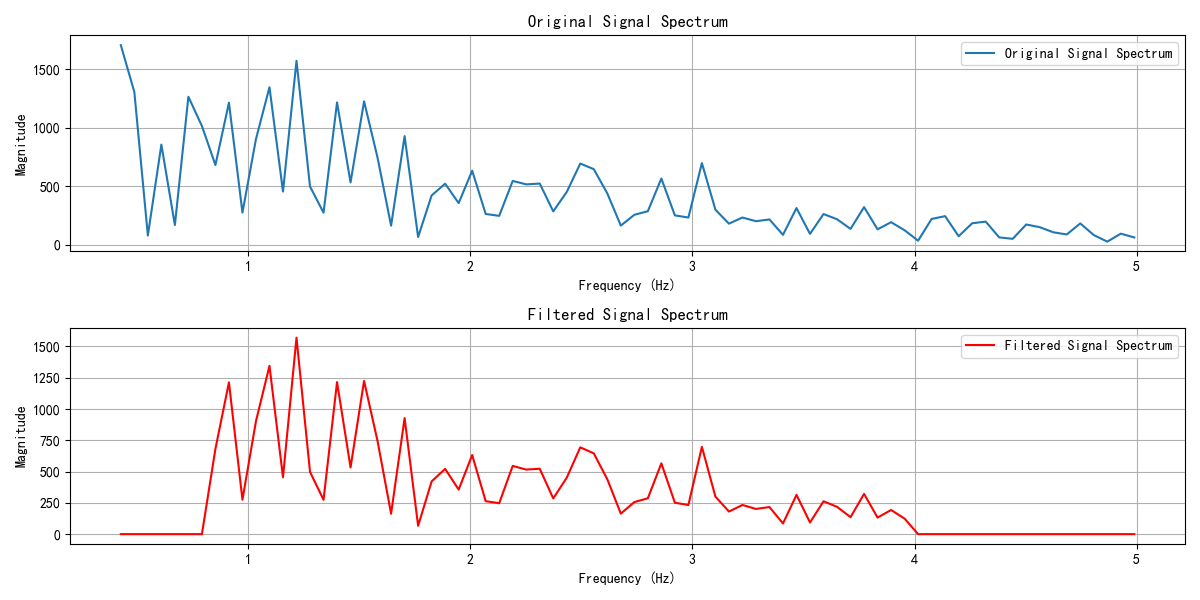 Original Signal Spectrum
Original Signal Spectrum
Magnitude
1500
1000
500
0
1 2 3 4 5
Frequency (Hz)
Filtered Signal Spectrum
Filtered Signal Spectrum
Magnitude
1500
1250
1000
750
500
250
0
1 2 3 4 5
Frequency (Hz)